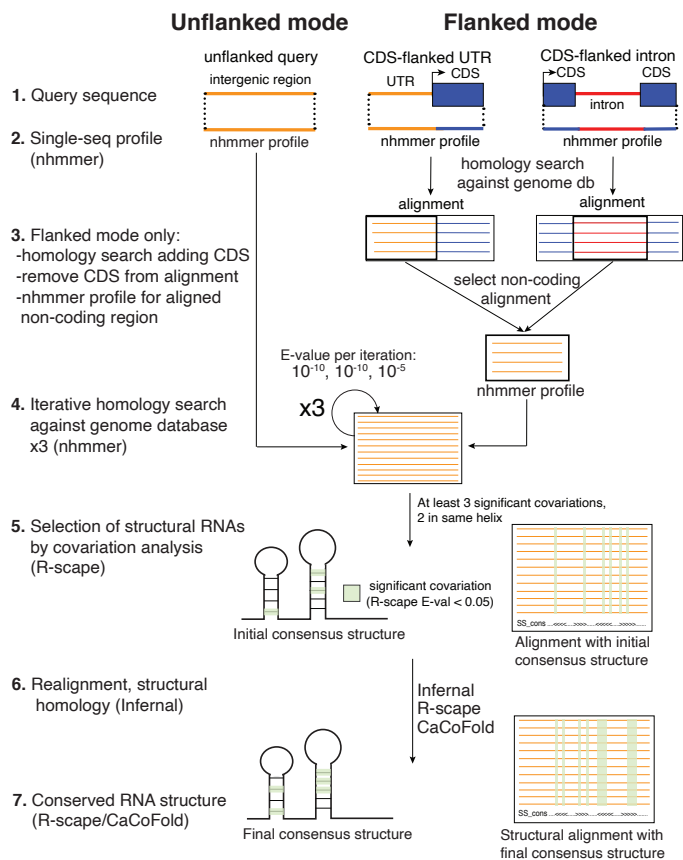 Unflanked mode
Flanked mode
unflanked query
intergenic region
CDS-flanked UTR
CDS
UTR
CDS-flanked intron
CDS
CDS
intron
1. Query sequence
2. Single-seq profile
(nhmmer)
nhmmer profile
nhmmer profile
nhmmer profile
homology search
against genome db
alignment
alignment
3. Flanked mode only:
-homology search adding CDS
-remove CDS from alignment
-nhmmer profile for aligned
non-coding region
select non-coding
alignment
nhmmer profile
E-value per iteration:
10⁻¹⁰, 10⁻¹⁰, 10⁻⁵
x3
4. Iterative homology search
against genome database
x3 (nhmmer)
At least 3 significant covariations,
2 in same helix
5. Selection of structural RNAs
by covariation analysis
(R-scape)
significant covariation
(R-scape E-val < 0.05)
Initial consensus structure
SS_cons ...<<<<.....>>>>....<<<<<.....>>>>>......
Alignment with initial
consensus structure
6. Realignment, structural
homology (Infernal)
Infernal
R-scape
CaCoFold
7. Conserved RNA structure
(R-scape/CaCoFold)
Final consensus structure
SS_cons ...<<<<.....>>>>....<<<<<.....>>>>>......
Structural alignment with
final consensus structure